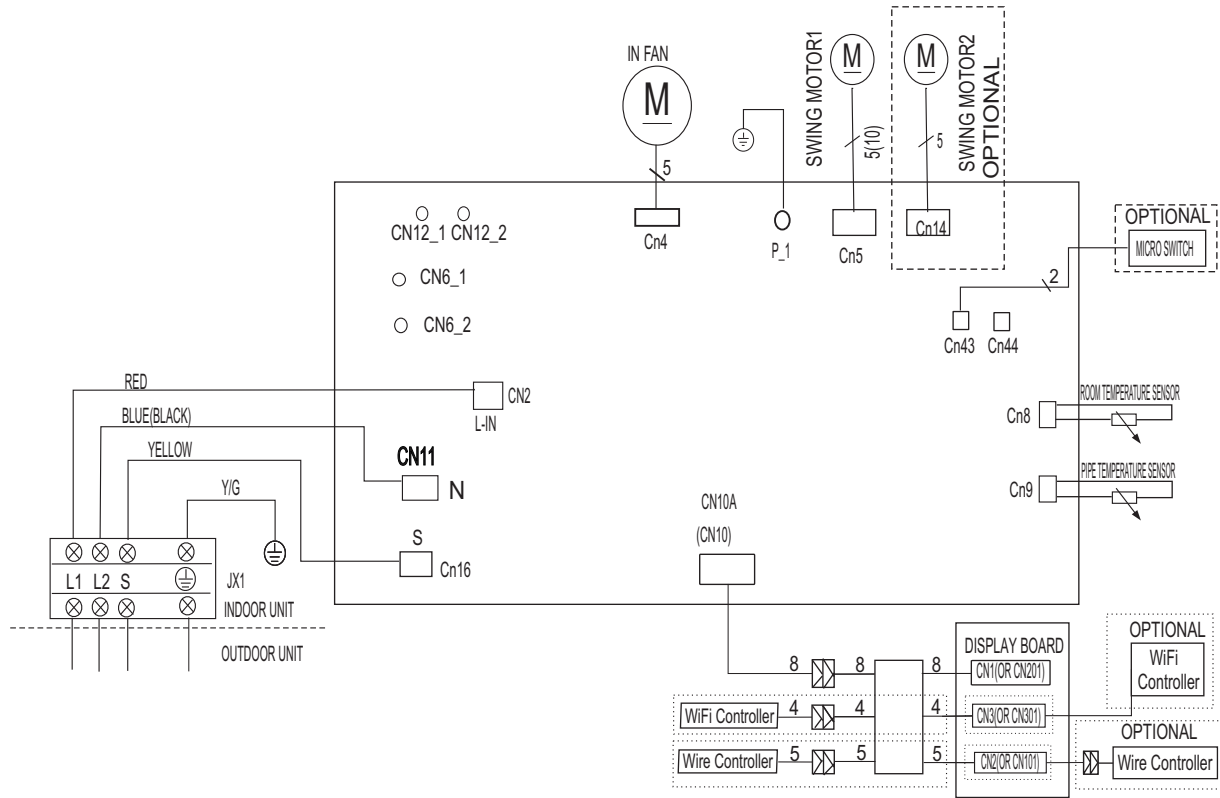 IN FAN
M
5
SWING MOTOR1
M
5(10)
M
5
SWING MOTOR2
OPTIONAL
CN12_1 CN12_2
CN6_1
CN6_2
Cn4
P_1
Cn5
Cn14
OPTIONAL
MICRO SWITCH
2
Cn43 Cn44
RED
CN2
L-IN
BLUE(BLACK)
CN11
N
YELLOW
Y/G
S
Cn16
Cn8
ROOM TEMPERATURE SENSOR
Cn9
PIPE TEMPERATURE SENSOR
CN10A
(CN10)
L1 L2 S
JX1
INDOOR UNIT
OUTDOOR UNIT
8 8 8
DISPLAY BOARD
CN1(OR CN201)
WiFi Controller 4 4 4
CN3(OR CN301)
Wire Controller 5 5 5
CN2(OR CN101)
OPTIONAL
WiFi
Controller
OPTIONAL
Wire Controller